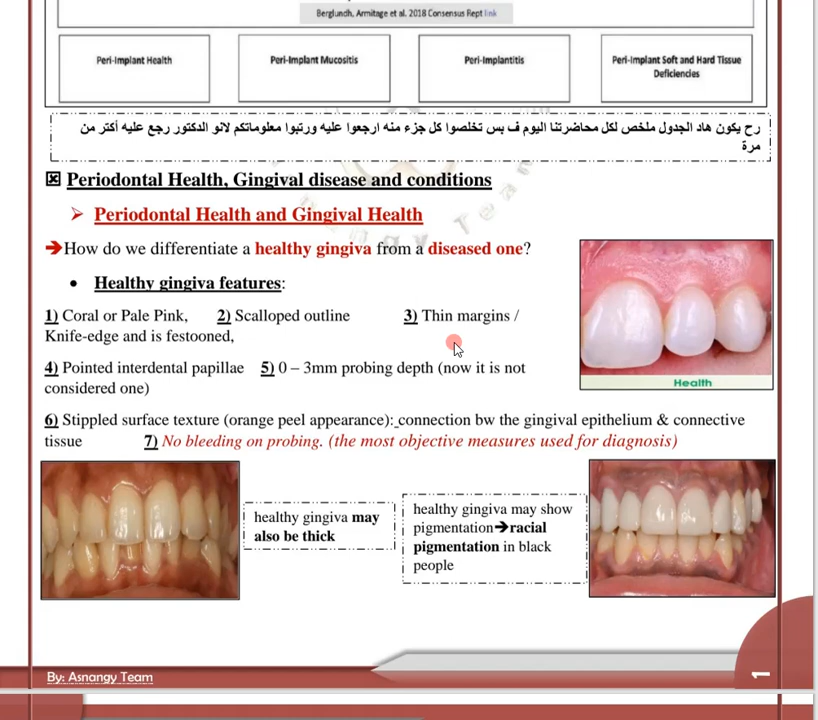 Berglundh, Armitage et al. 2018 Consensus Rept link
Peri-Implant Health
Peri-Implant Mucositis
Peri-Implantitis
Peri-Implant Soft and Hard Tissue
Deficiencies
رح يكون هاد الجدول ملخص لكل محاضرتنا اليوم ف بس تخلصوا كل جزء منه ارجعوا عليه ورتبوا معلوماتكم لانو الدكتور رجع عليه أكتر من
مرة
Periodontal Health, Gingival disease and conditions
➢ Periodontal Health and Gingival Health
➔How do we differentiate a healthy gingiva from a diseased one?
• Healthy gingiva features:
1) Coral or Pale Pink, 2) Scalloped outline 3) Thin margins /
Knife-edge and is festooned,
4) Pointed interdental papillae 5) 0 – 3mm probing depth (now it is not
considered one)
Health
6) Stippled surface texture (orange peel appearance): connection bw the gingival epithelium & connective
tissue 7) No bleeding on probing. (the most objective measures used for diagnosis)
healthy gingiva may
also be thick
healthy gingiva may show
pigmentation➔racial
pigmentation in black
people
By: Asnangy Team
1